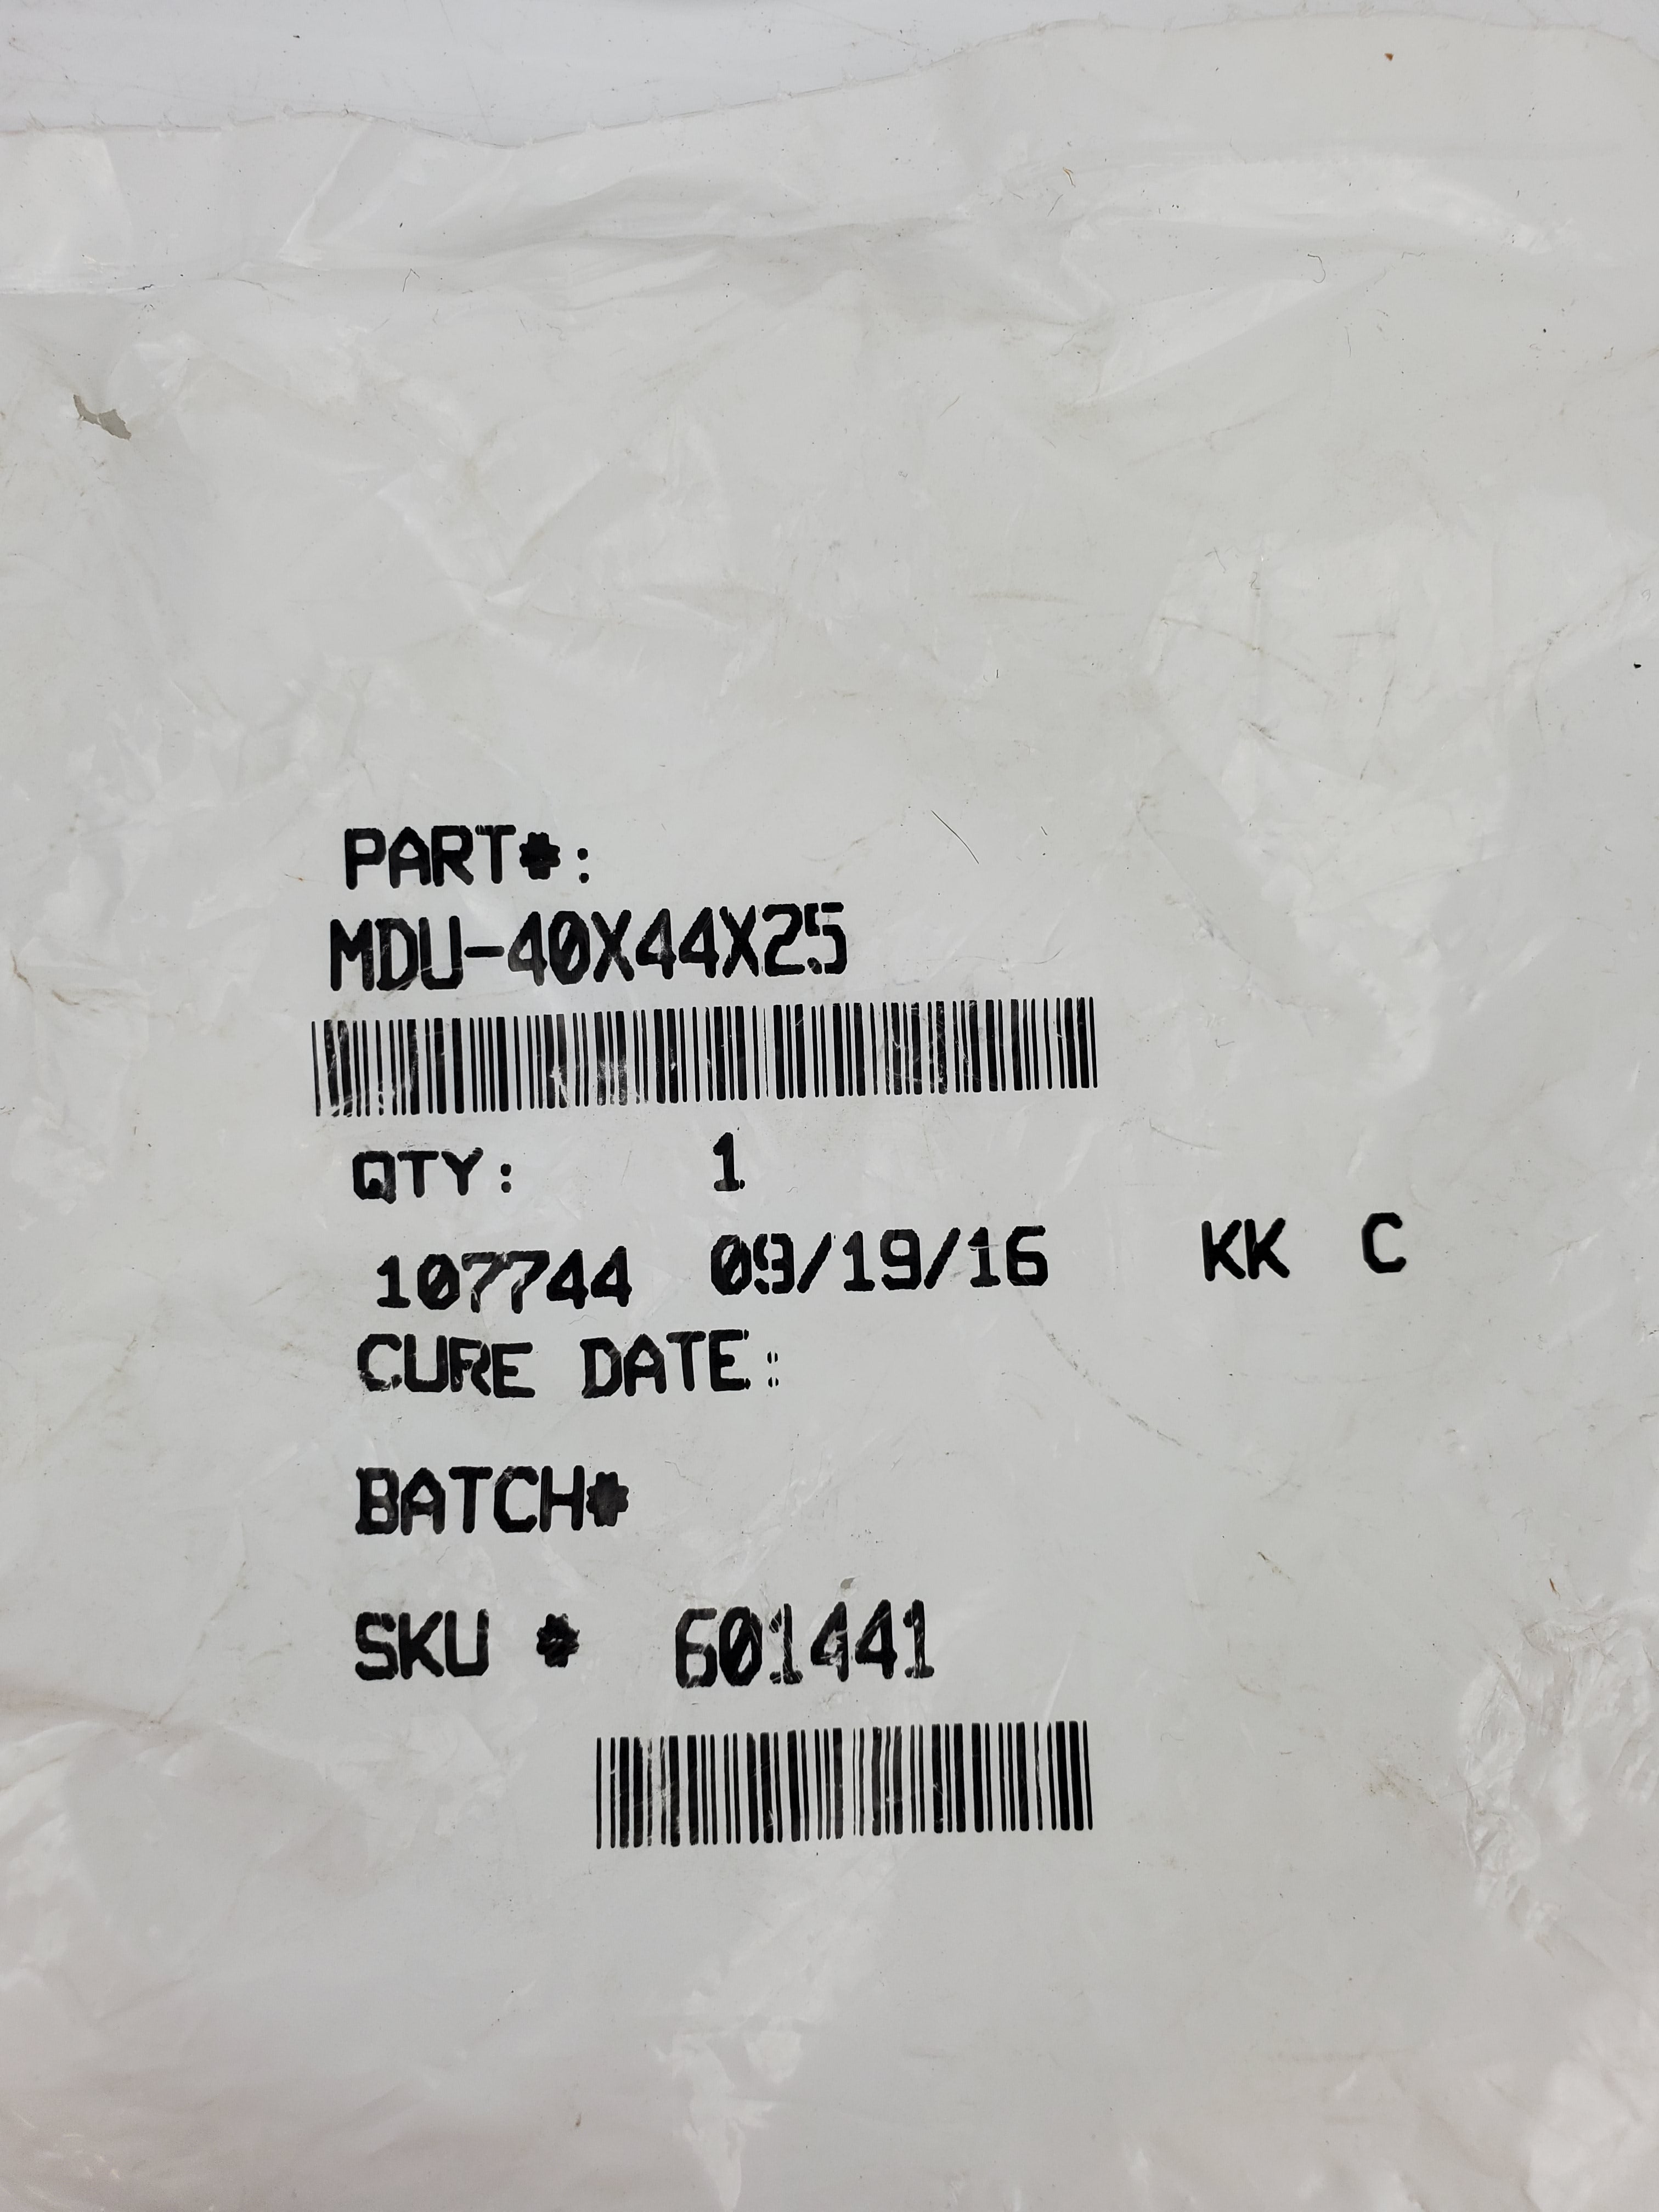 PART#:
MDU-40X44X25
QTY: 1
107744 09/19/16 KK C
CURE DATE:
BATCH#
SKU # 601441